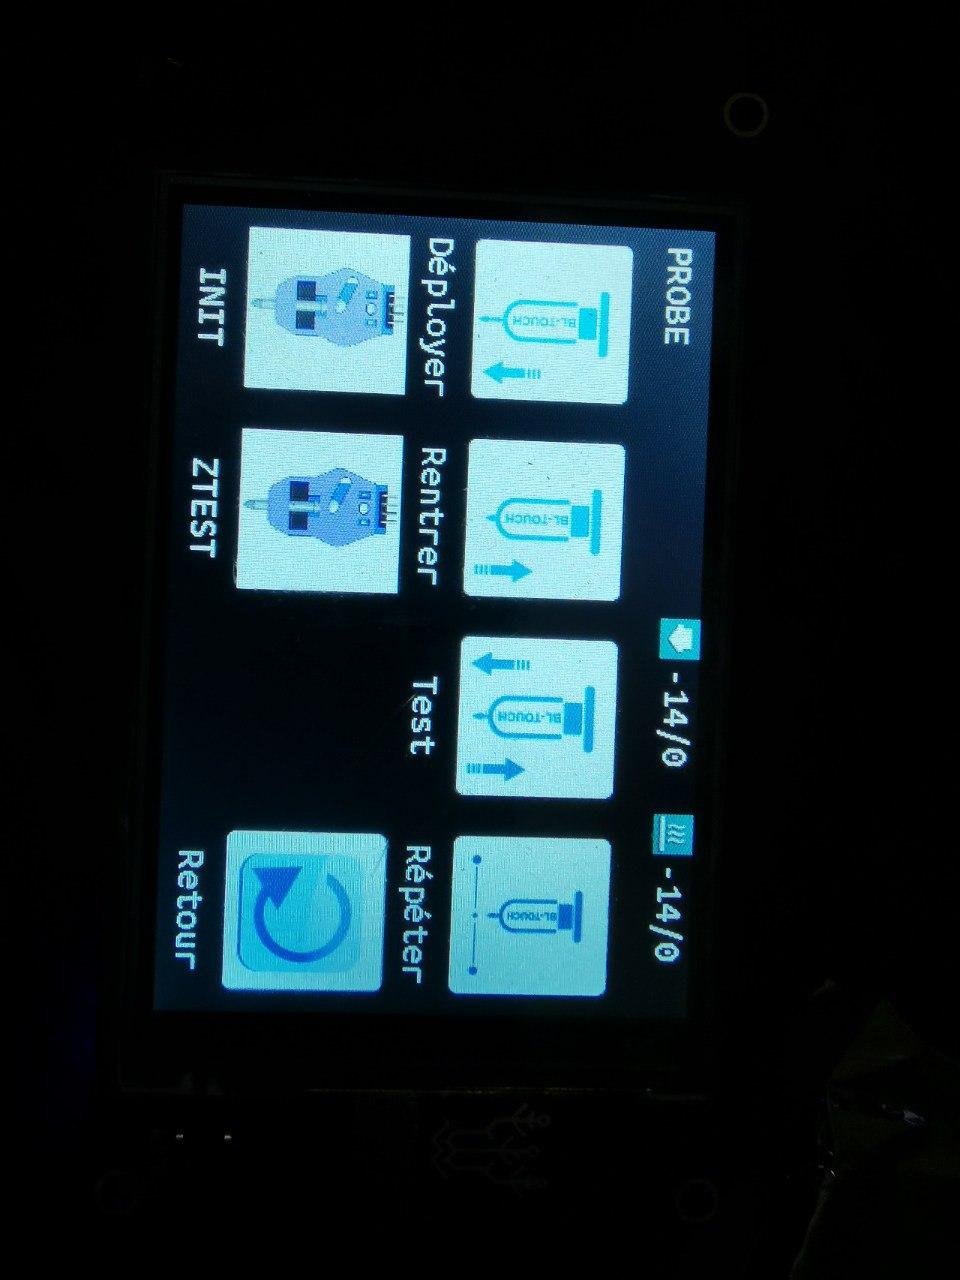 PROBE -14/0 -14/0
BL-TOUCH BL-TOUCH BL-TOUCH BL-TOUCH
Déployer Rentrer Test Répéter
INIT ZTEST Retour